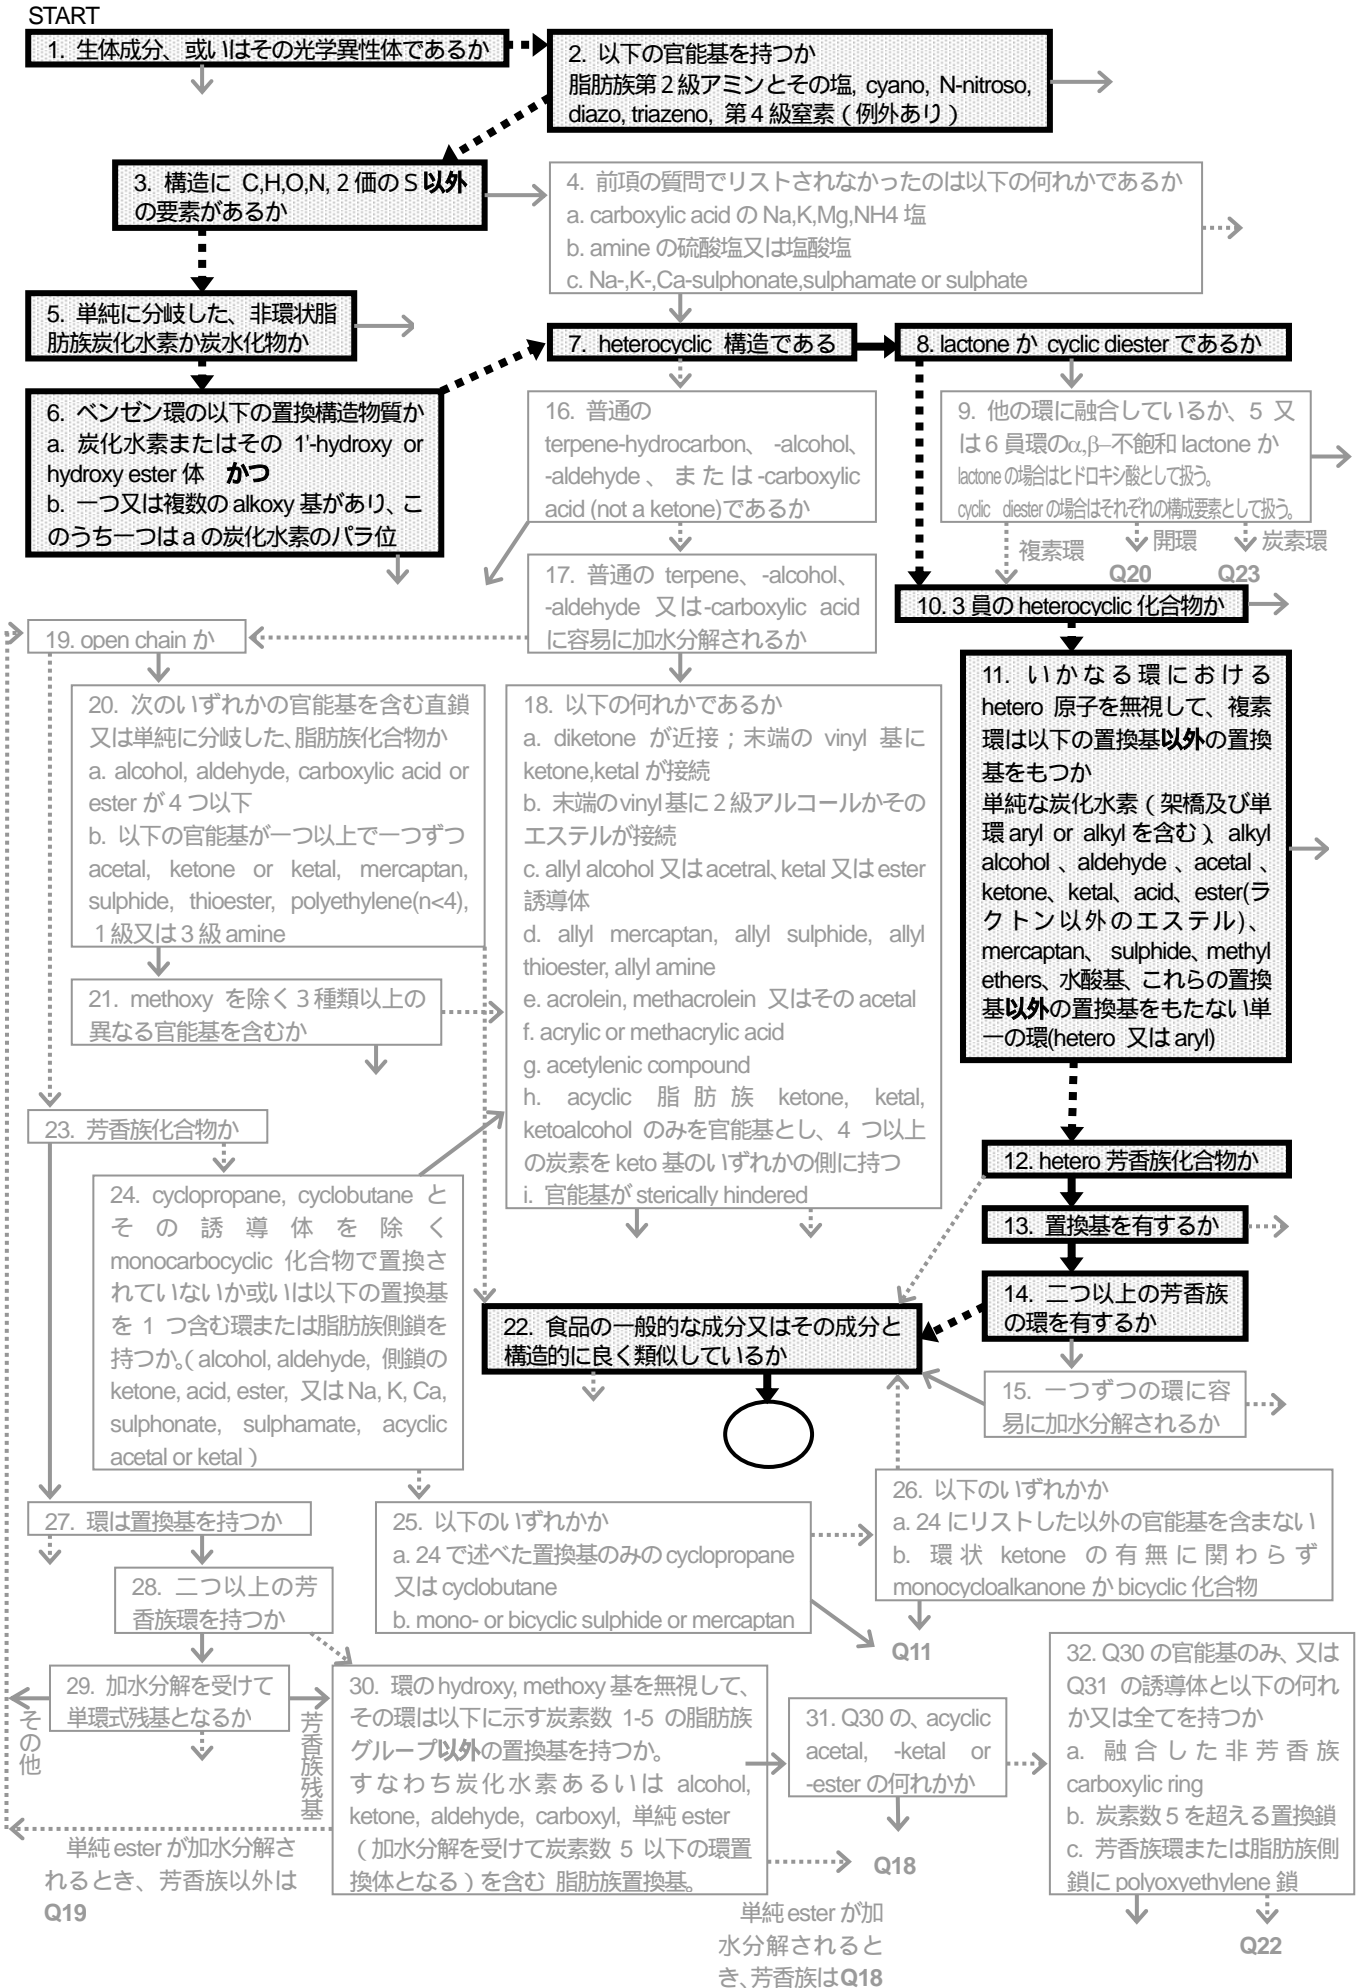 START
1. 生体成分、或いはその光学異性体であるか
2. 以下の官能基を持つか
脂肪族第２級アミンとその塩, cyano, N-nitroso,
diazo, triazeno, 第４級窒素（例外あり）
3. 構造に C,H,O,N,２価のＳ以外
の要素があるか
4. 前項の質問でリストされなかったのは以下の何れかであるか
a. carboxylic acid の Na,K,Mg,NH4 塩
b. amine の硫酸塩又は塩酸塩
c. Na-,K-,Ca-sulphonate,sulphamate or sulphate
5. 単純に分岐した、非環状脂
肪族炭化水素か炭水化物か
6. ベンゼン環の以下の置換構造物質か
a. 炭化水素またはその 1'-hydroxy or
hydroxy ester 体　かつ
b. 一つ又は複数の alkoxy 基があり、こ
のうち一つは a の炭化水素のパラ位
7. heterocyclic 構造である
8. lactone か cyclic diester であるか
9. 他の環に融合しているか、５又
は６員環のα,β–不飽和 lactone か
lactone の場合はヒドロキシ酸として扱う。
cyclic diester の場合はそれぞれの構成要素として扱う。
複素環
開環
炭素環
Q20
Q23
10. 3 員の heterocyclic 化合物か
11. いかなる環における
hetero 原子を無視して、複素
環は以下の置換基以外の置換
基をもつか
単純な炭化水素（架橋及び単
環 aryl or alkyl を含む）、alkyl
alcohol 、aldehyde 、acetal 、
ketone、ketal、acid、ester(ラ
クトン以外のエステル)、
mercaptan、 sulphide、methyl
ethers、水酸基、これらの置換
基以外の置換基をもたない単
一の環(hetero 又は aryl)
12. hetero 芳香族化合物か
13. 置換基を有するか
14. 二つ以上の芳香族
の環を有するか
15. 一つずつの環に容
易に加水分解されるか
16. 普通の
terpene-hydrocarbon、-alcohol、
-aldehyde 、または-carboxylic
acid (not a ketone)であるか
17. 普通の terpene、-alcohol、
-aldehyde 又は-carboxylic acid
に容易に加水分解されるか
18. 以下の何れかであるか
a. diketone が近接；末端の vinyl 基に
ketone,ketal が接続
b. 末端の vinyl 基に２級アルコールかその
エステルが接続
c. allyl alcohol 又は acetral、ketal 又は ester
誘導体
d. allyl mercaptan, allyl sulphide, allyl
thioester, allyl amine
e. acrolein, methacrolein 又はその acetal
f. acrylic or methacrylic acid
g. acetylenic compound
h. acyclic 脂肪族 ketone, ketal,
ketoalcohol のみを官能基とし、4 つ以上
の炭素を keto 基のいずれかの側に持つ
i. 官能基が sterically hindered
19. open chain か
20. 次のいずれかの官能基を含む直鎖
又は単純に分岐した、脂肪族化合物か
a. alcohol, aldehyde, carboxylic acid or
ester が 4 つ以下
b. 以下の官能基が一つ以上で一つずつ
acetal, ketone or ketal, mercaptan,
sulphide, thioester, polyethylene(n<4),
１級又は３級 amine
21. methoxy を除く３種類以上の
異なる官能基を含むか
22. 食品の一般的な成分又はその成分と
構造的に良く類似しているか
23. 芳香族化合物か
24. cyclopropane, cyclobutane と
その誘導体を除く
monocarbocyclic 化合物で置換さ
れていないか或いは以下の置換基
を 1 つ含む環または脂肪族側鎖を
持つか。（alcohol, aldehyde, 側鎖の
ketone, acid, ester, 又は Na, K, Ca,
sulphonate, sulphamate, acyclic
acetal or ketal ）
25. 以下のいずれかか
a. 24 で述べた置換基のみの cyclopropane
又は cyclobutane
b. mono- or bicyclic sulphide or mercaptan
26. 以下のいずれかか
a. 24 にリストした以外の官能基を含まない
b. 環状 ketone の有無に関わらず
monocycloalkanone か bicyclic 化合物
Q11
27. 環は置換基を持つか
28. 二つ以上の芳
香族環を持つか
29. 加水分解を受けて
単環式残基となるか
その他
芳香族残基
30. 環の hydroxy, methoxy 基を無視して、
その環は以下に示す炭素数 1-5 の脂肪族
グループ以外の置換基を持つか。
すなわち炭化水素あるいは alcohol,
ketone, aldehyde, carboxyl, 単純 ester
（加水分解を受けて炭素数 5 以下の環置
換体となる）を含む 脂肪族置換基。
31. Q30 の、acyclic
acetal, -ketal or
-ester の何れかか
Q18
32. Q30 の官能基のみ、又は
Q31 の誘導体と以下の何れ
か又は全てを持つか
a. 融合した非芳香族
carboxylic ring
b. 炭素数 5 を超える置換鎖
c. 芳香族環または脂肪族側
鎖に polyoxyethylene 鎖
Q22
単純 ester が加水分解さ
れるとき、芳香族以外は
Q19
単純 ester が加
水分解されると
き、芳香族は Q18